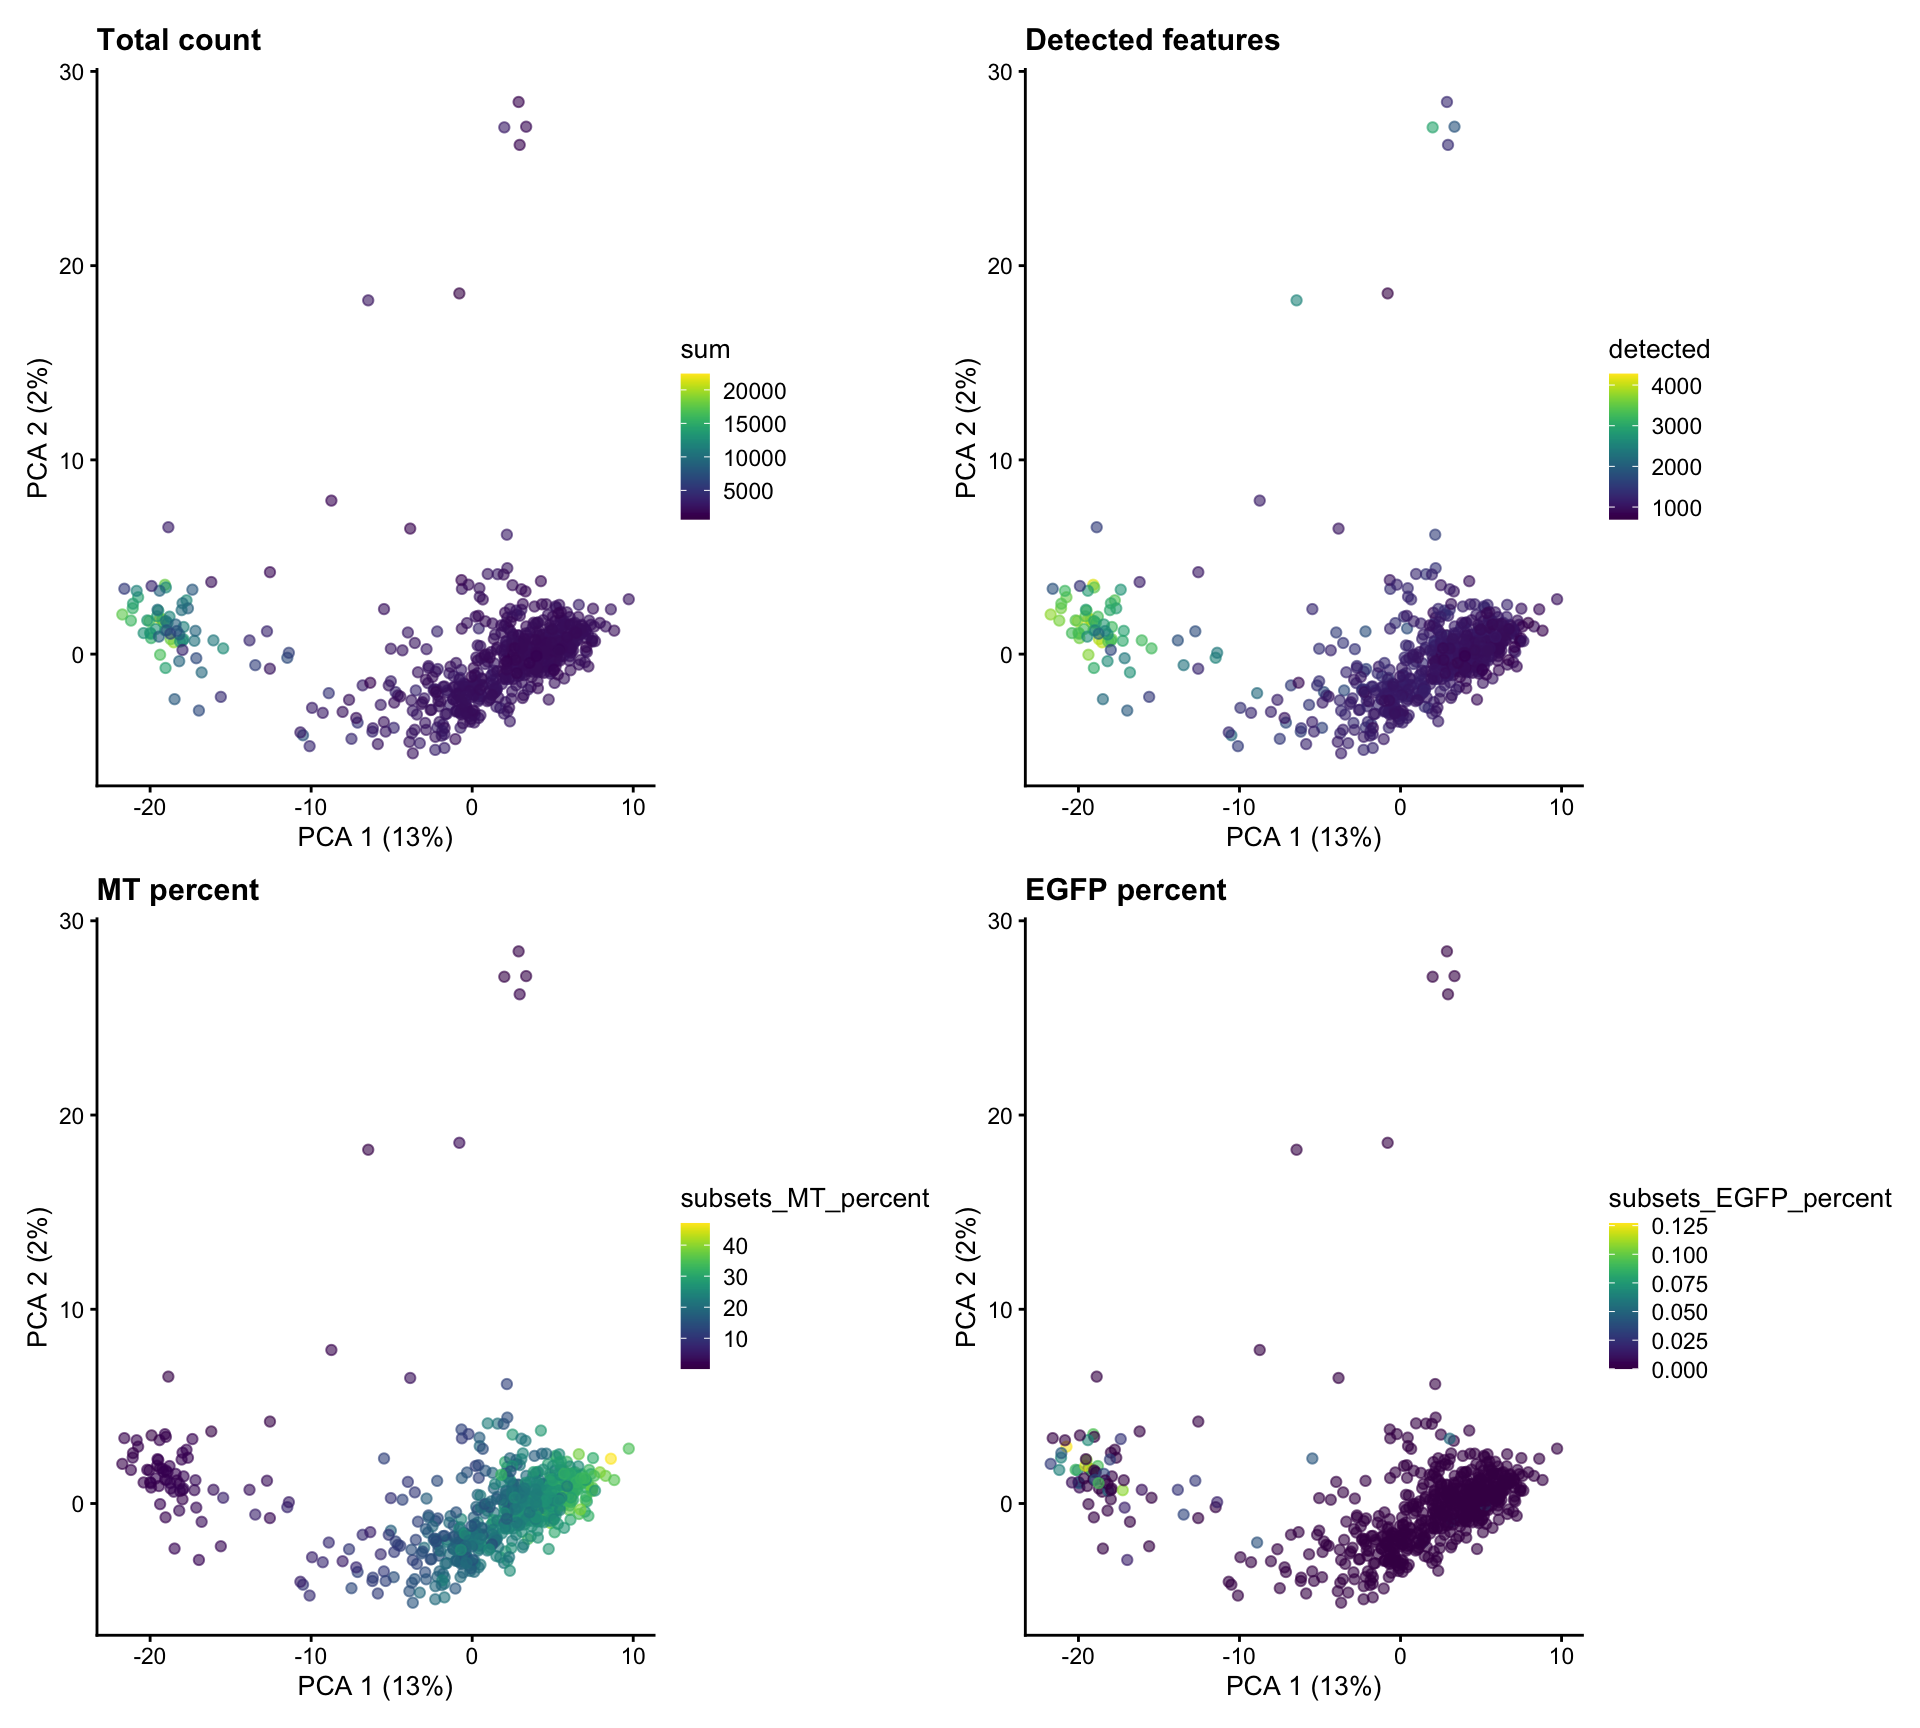 Total count
30
20
10
0
PCA 2 (2%)
-20 -10 0 10
PCA 1 (13%)
sum
20000
15000
10000
5000
Detected features
30
20
10
0
PCA 2 (2%)
-20 -10 0 10
PCA 1 (13%)
detected
4000
3000
2000
1000
MT percent
30
20
10
0
PCA 2 (2%)
-20 -10 0 10
PCA 1 (13%)
subsets_MT_percent
40
30
20
10
EGFP percent
30
20
10
0
PCA 2 (2%)
-20 -10 0 10
PCA 1 (13%)
subsets_EGFP_percent
0.125
0.100
0.075
0.050
0.025
0.000